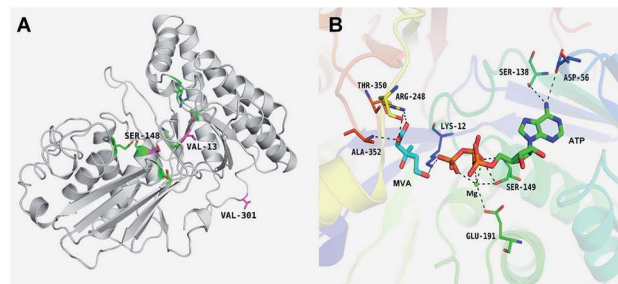 A
SER-148
VAL-13
VAL-301
B
SER-138
ASP-56
THR-350
ARG-248
LYS-12
ATP
ALA-352
MVA
Mg
SER-149
GLU-191